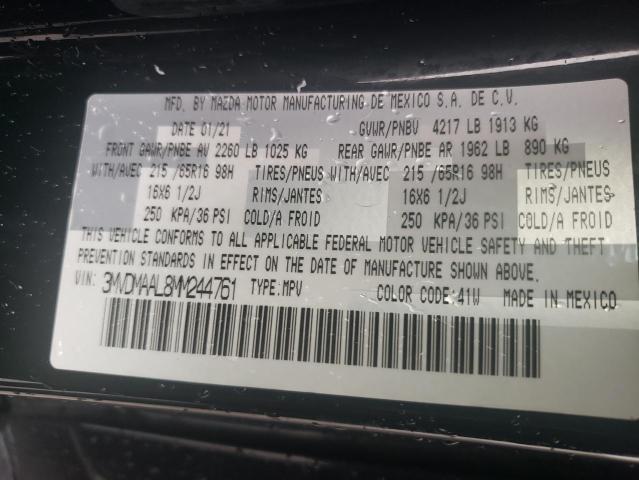 MFD. BY MAZDA MOTOR MANUFACTURING DE MEXICO S.A. DE C.V.
DATE 01/21 GVWR/PNBV 4217 LB 1913 KG
FRONT GAWR/PNBE AV 2260 LB 1025 KG REAR GAWR/PNBE AR 1962 LB 890 KG
WITH/AVEC 215 /65R16 98H TIRES/PNEUS WITH/AVEC 215 /65R16 98H TIRES/PNEUS
16X6 1/2J RIMS/JANTES 16X6 1/2J RIMS/JANTES
250 KPA/36 PSI COLD/A FROID 250 KPA/36 PSI COLD/A FROID
THIS VEHICLE CONFORMS TO ALL APPLICABLE FEDERAL MOTOR VEHICLE SAFETY AND THEFT
PREVENTION STANDARDS IN EFFECT ON THE DATE OF MANUFACTURE SHOWN ABOVE.
VIN: 3MVDMAAL8MM244761 TYPE:MPV COLOR CODE:41W MADE IN MEXICO